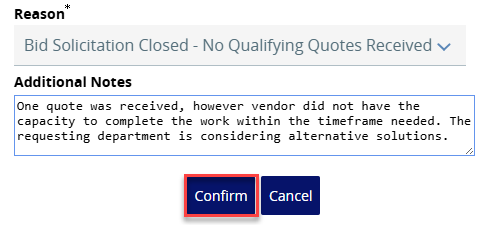 Reason*
Bid Solicitation Closed - No Qualifying Quotes Received
Additional Notes
One quote was received, however vendor did not have the
capacity to complete the work within the timeframe needed. The
requesting department is considering alternative solutions.
Confirm Cancel